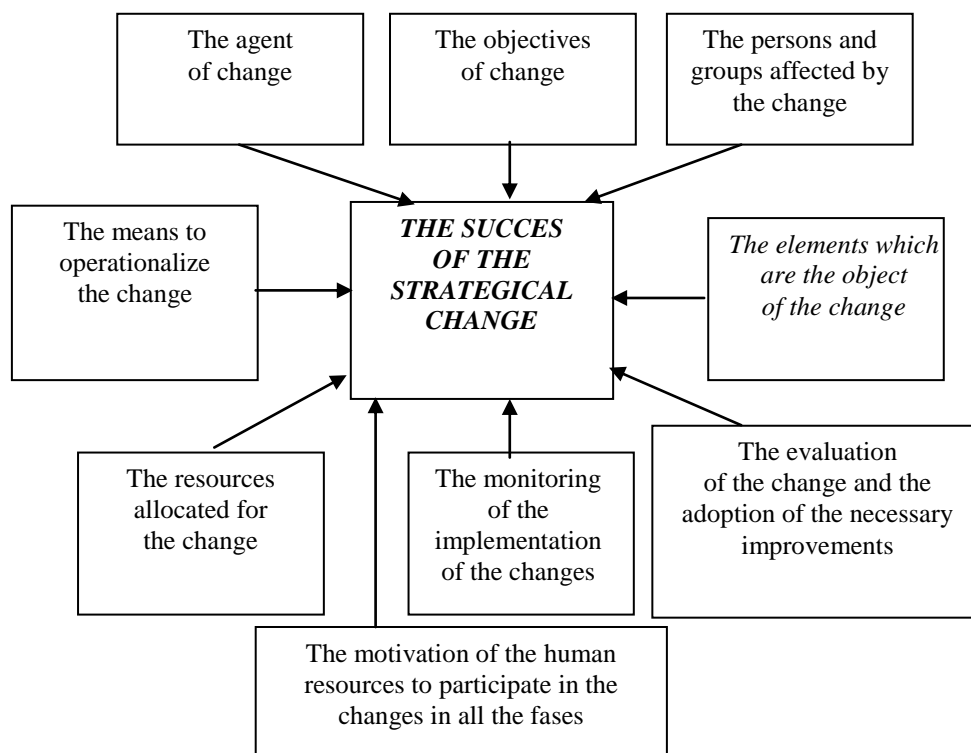 The agent
of change
The objectives
of change
The persons and
groups affected by
the change
The means to
operationalize
the change
THE SUCCES
OF THE
STRATEGICAL
CHANGE
The elements which
are the object
of the change
The resources
allocated for
the change
The monitoring
of the
implementation
of the changes
The evaluation
of the change and the
adoption of the necessary
improvements
The motivation of the human
resources to participate in the
changes in all the fases